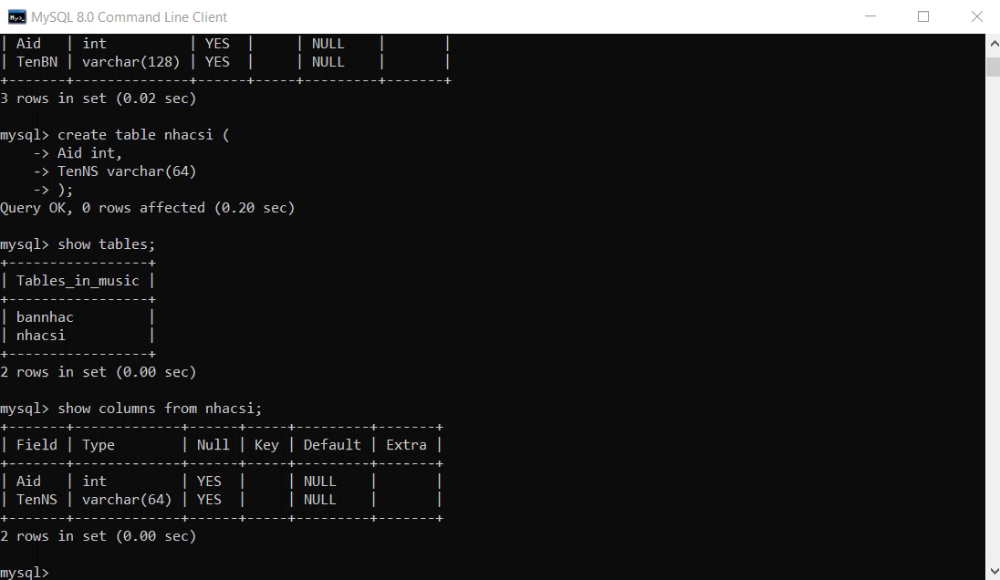 MySQL 8.0 Command Line Client
| Aid   | int          | YES  |     | NULL    |       |
| TenBN | varchar(128) | YES  |     | NULL    |       |
+-------+--------------+------+-----+---------+-------+
3 rows in set (0.02 sec)
mysql> create table nhacsi (
    -> Aid int,
    -> TenNS varchar(64)
    -> );
Query OK, 0 rows affected (0.20 sec)
mysql> show tables;
+-----------------+
| Tables_in_music |
+-----------------+
| bannhac         |
| nhacsi          |
+-----------------+
2 rows in set (0.00 sec)
mysql> show columns from nhacsi;
+-------+-------------+------+-----+---------+-------+
| Field | Type        | Null | Key | Default | Extra |
+-------+-------------+------+-----+---------+-------+
| Aid   | int         | YES  |     | NULL    |       |
| TenNS | varchar(64) | YES  |     | NULL    |       |
+-------+-------------+------+-----+---------+-------+
2 rows in set (0.00 sec)
mysql>